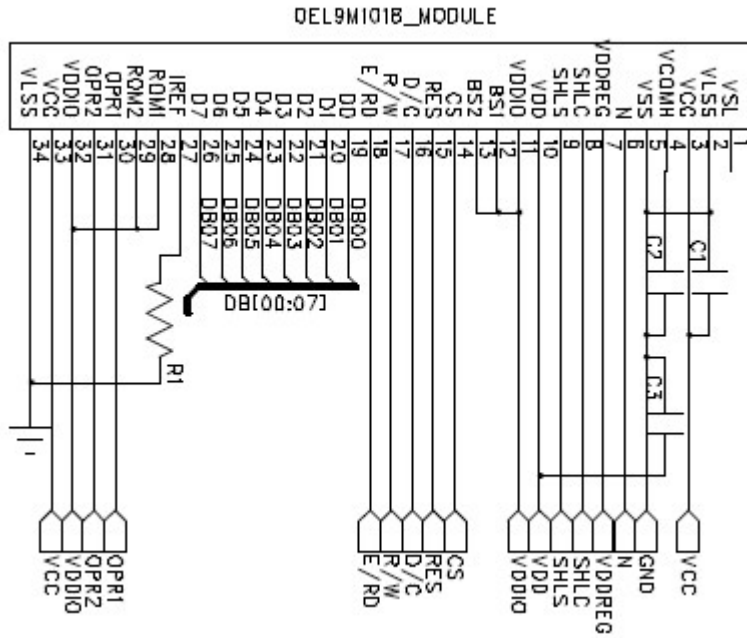 OEL9M1018_MODULE
VLSS
VCC
VDDIO
OPR2
OPR1
ROM2
ROM1
IREF
D7
D6
D5
D4
D3
D2
D1
D0
E/RD
R/W
D/C
RES
CS
BS2
BS1
VDDIO
VDD
SHLS
SHLC
VDDREG
N
VSS
VCOMH
VCC
VLSS
VSL
34
33
32
31
30
29
28
27
26
25
24
23
22
21
20
19
18
17
16
15
14
13
12
11
10
9
8
7
6
5
4
3
2
1
DB07
DB06
DB05
DB04
DB03
DB02
DB01
DB00
DB[00:07]
C2
C1
R1
C3
VCC
VDDIO
OPR2
OPR1
E/RD
R/W
D/C
RES
CS
VDDIO
VDD
SHLS
SHLC
VDDREG
N
GND
VCC